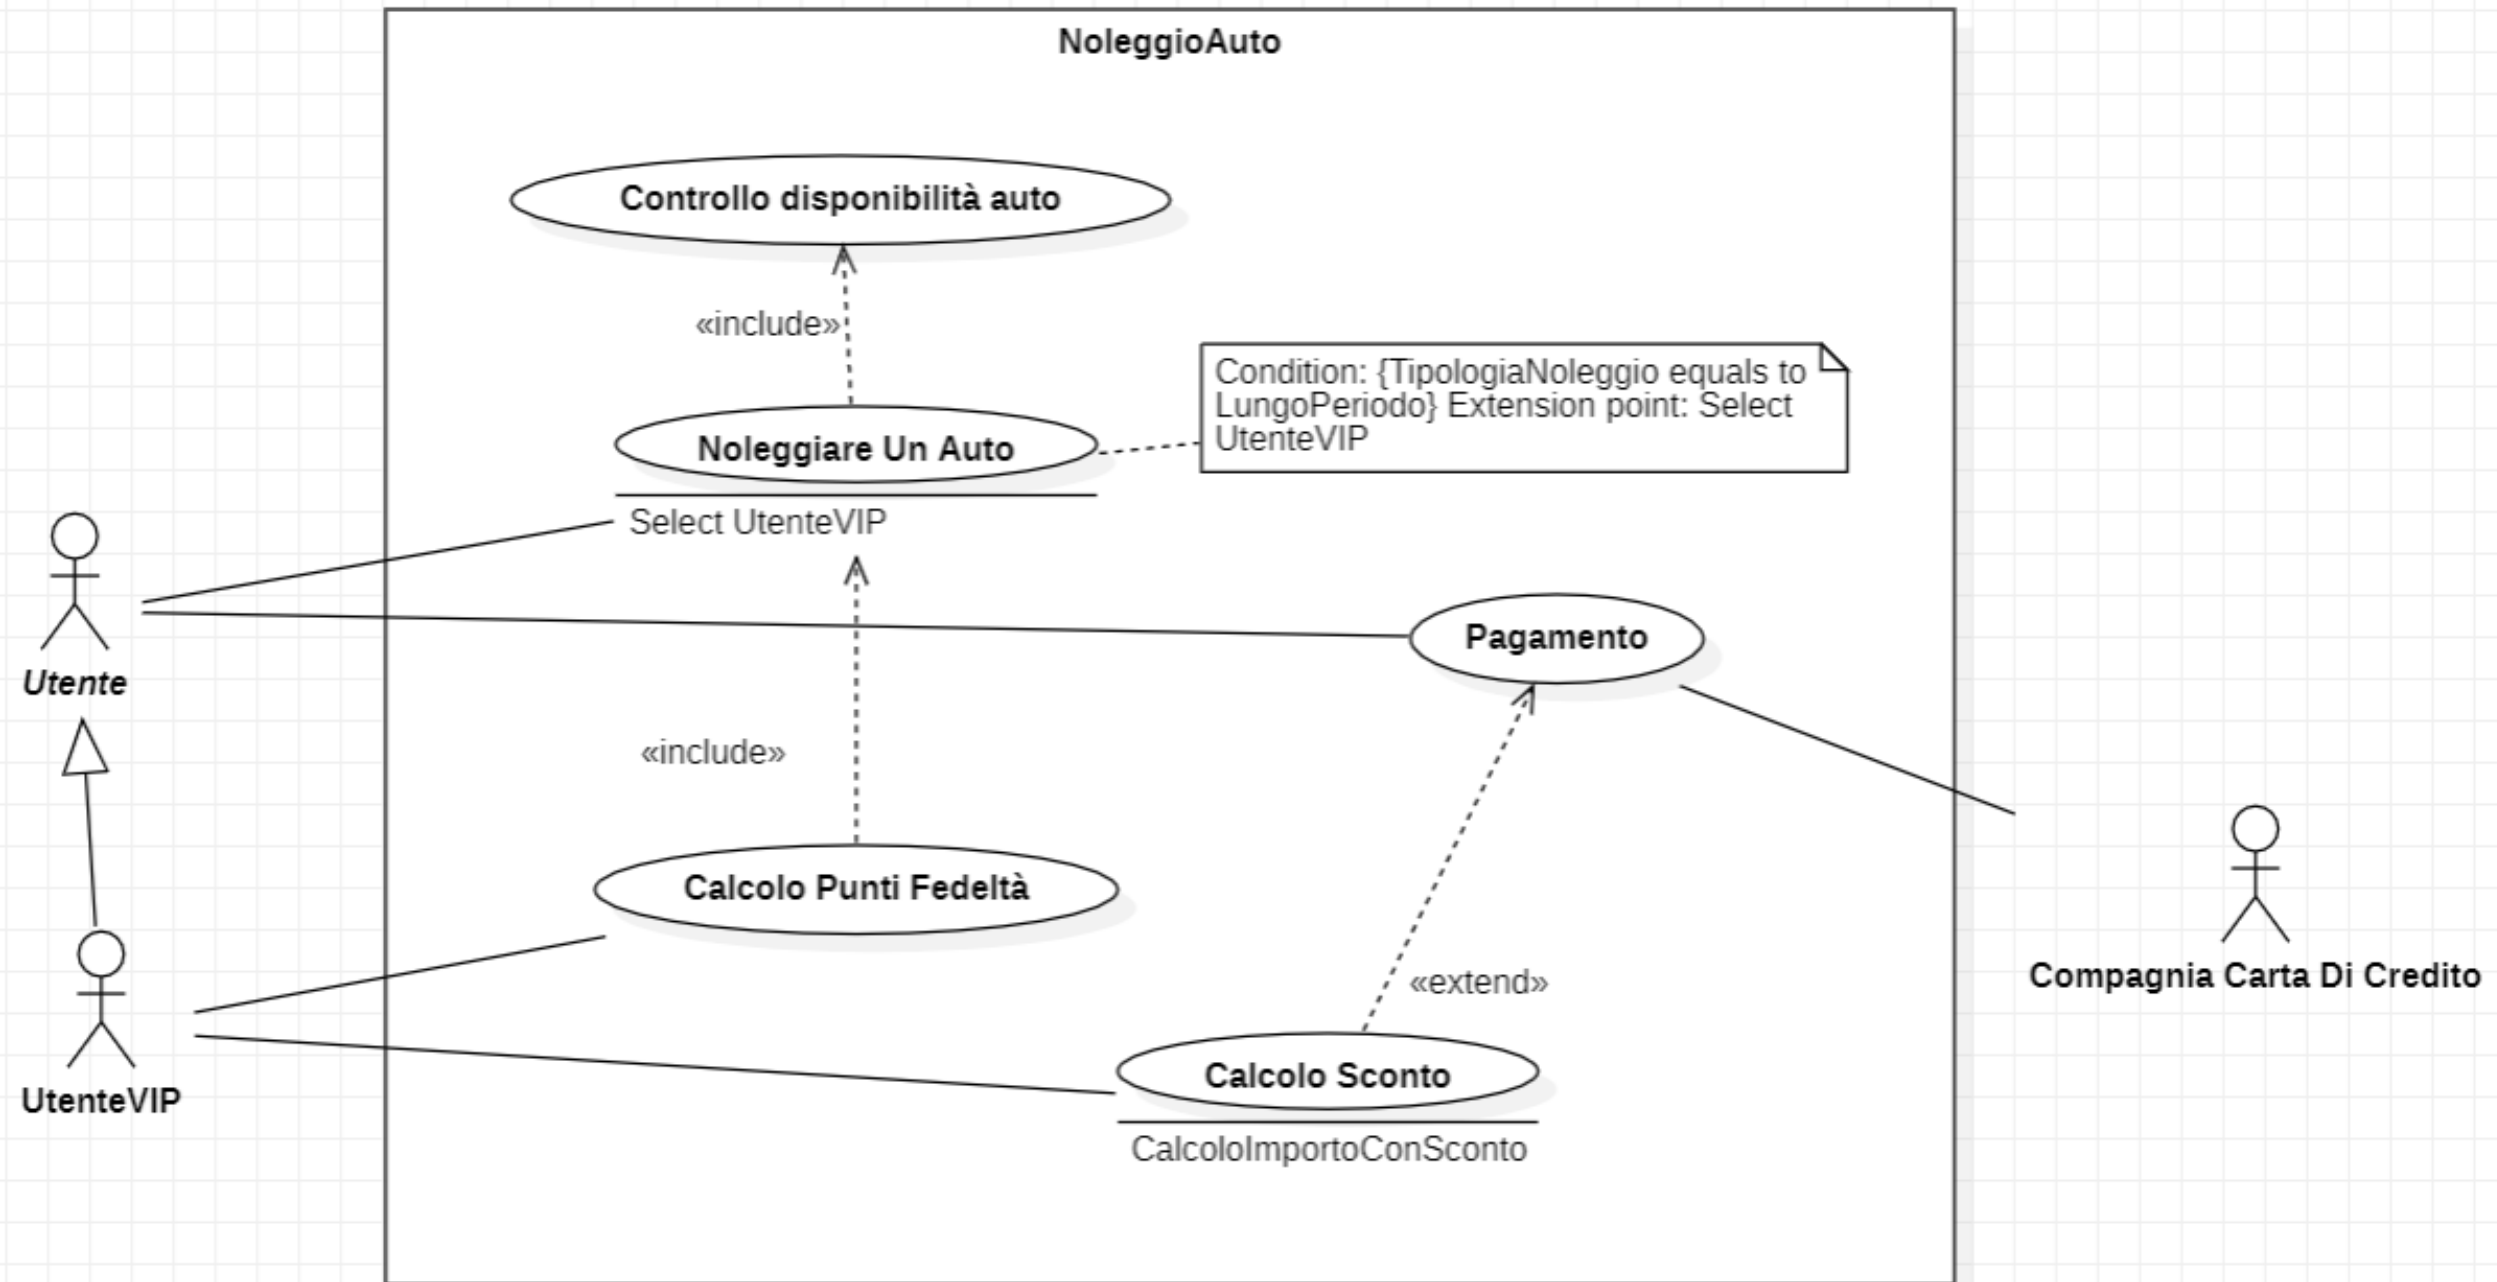 NoleggioAuto
Controllo disponibilità auto
«include»
Condition: {TipologiaNoleggio equals to
LungoPeriodo} Extension point: Select
UtenteVIP
Noleggiare Un Auto
Select UtenteVIP
Pagamento
Utente
«include»
Calcolo Punti Fedeltà
«extend»
Compagnia Carta Di Credito
Calcolo Sconto
UtenteVIP
CalcoloImportoConSconto